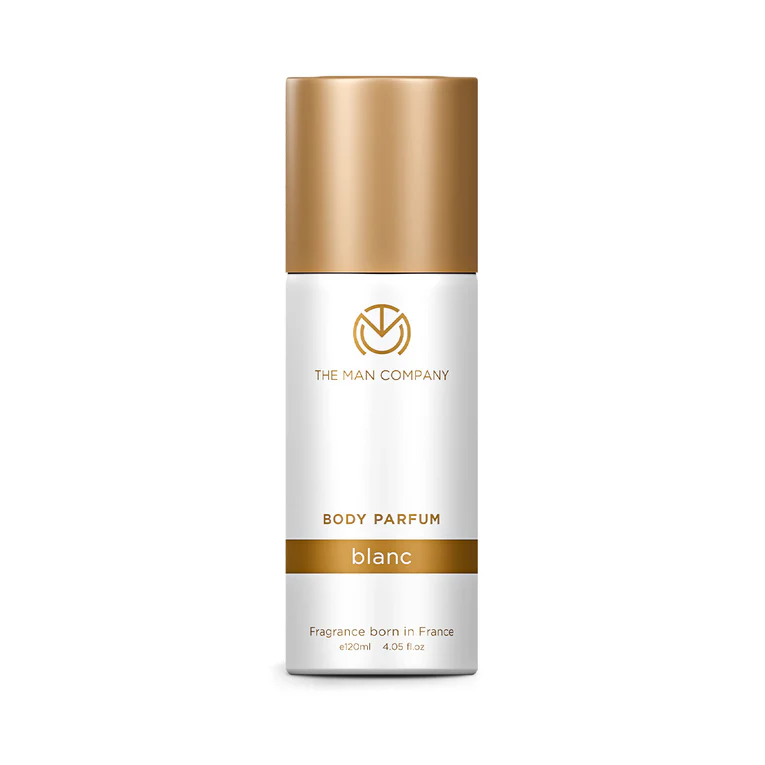 THE MAN COMPANY
BODY PARFUM
blanc
Fragrance born in France
e120ml 4.05 fl.oz